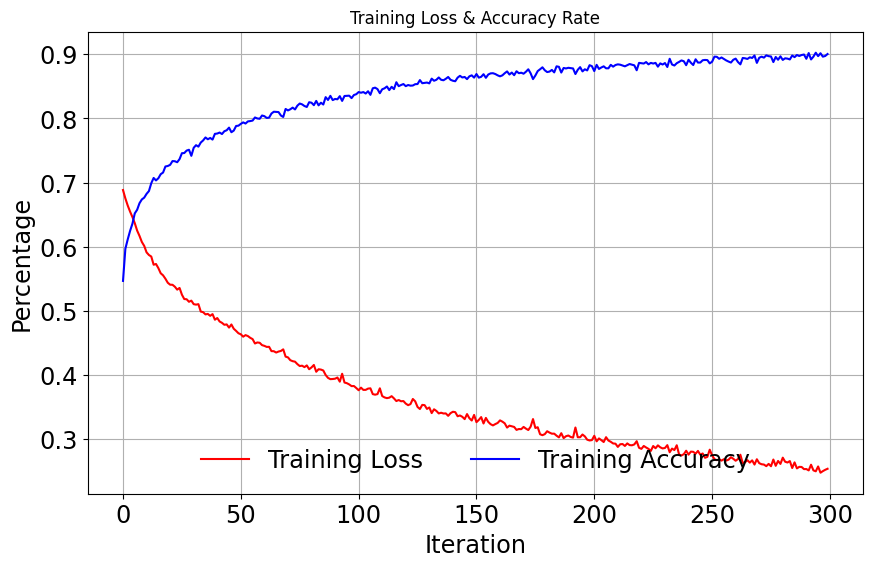 Training Loss & Accuracy Rate
0.9
0.8
0.7
0.6
0.5
0.4
0.3
Percentage
Training Loss
Training Accuracy
0 50 100 150 200 250 300
Iteration